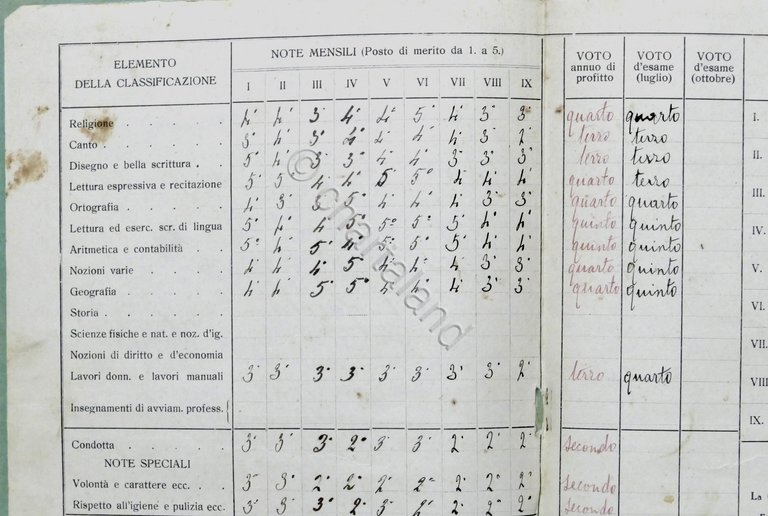 ELEMENTO DELLA CLASSIFICAZIONE NOTE MENSILI (Posto di merito da 1. a 5.) VOTO annuo di profitto VOTO d'esame (luglio) VOTO d'esame (ottobre)
I II III IV V VI VII VIII IX
Religione 4° 4° 3° 4° 4° 5° 4 3° 3° quarto quarto I.
Canto 3° 4° 3° 4° 4 4° 4 3° 2° terzo terzo
Disegno e bella scrittura 5° 4° 3 3° 4 4° 3° 3° 3° terzo terzo II.
Lettura espressiva e recitazione 5° 5 4 4° 5 5° 4 4 4 quarto terzo III.
Ortografia 4 3° 3 5° 4 4° 4 3° 3° quarto quarto
Lettura ed eserc. scr. di lingua 5° 4° 4 5° 5° 5° 5° 4° 4° quinto quinto IV.
Aritmetica e contabilità 5° 4° 5° 4° 5° 5° 5° 4 4 quinto quinto
Nozioni varie 4 4° 4° 5° 4 4° 4 3° 3° quarto quinto V.
Geografia 4° 4° 5° 5° 4 4° 4 3° 3° quarto quinto
Storia VI.
Scienze fisiche e nat. e noz. d'ig.
Nozioni di diritto e d'economia VII.
Lavori donn. e lavori manuali 3° 3° 3° 3° 3° 3° 3° 3° 2° terzo quarto VIII
Insegnamenti di avviam. profess. IX.
Condotta 3° 3° 3° 2° 3° 3° 2° 2° 2° secondo
NOTE SPECIALI
Volontà e carattere ecc. 3° 3° 2° 2° 2° 2° 2° 2° 2° secondo La
Rispetto all'igiene e pulizia ecc. 3° 3° 3° 2° 3° 2° 2° 2° 2° secondo
© Chartaland